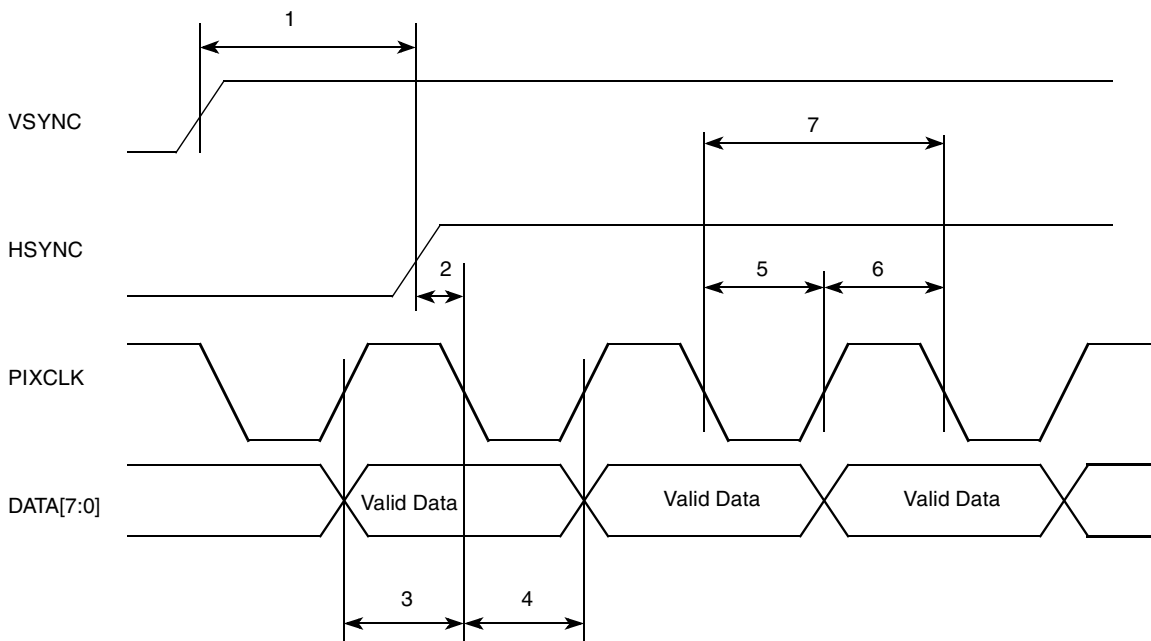 1
VSYNC
7
HSYNC
2
5
6
PIXCLK
DATA[7:0]
Valid Data
Valid Data
Valid Data
3
4